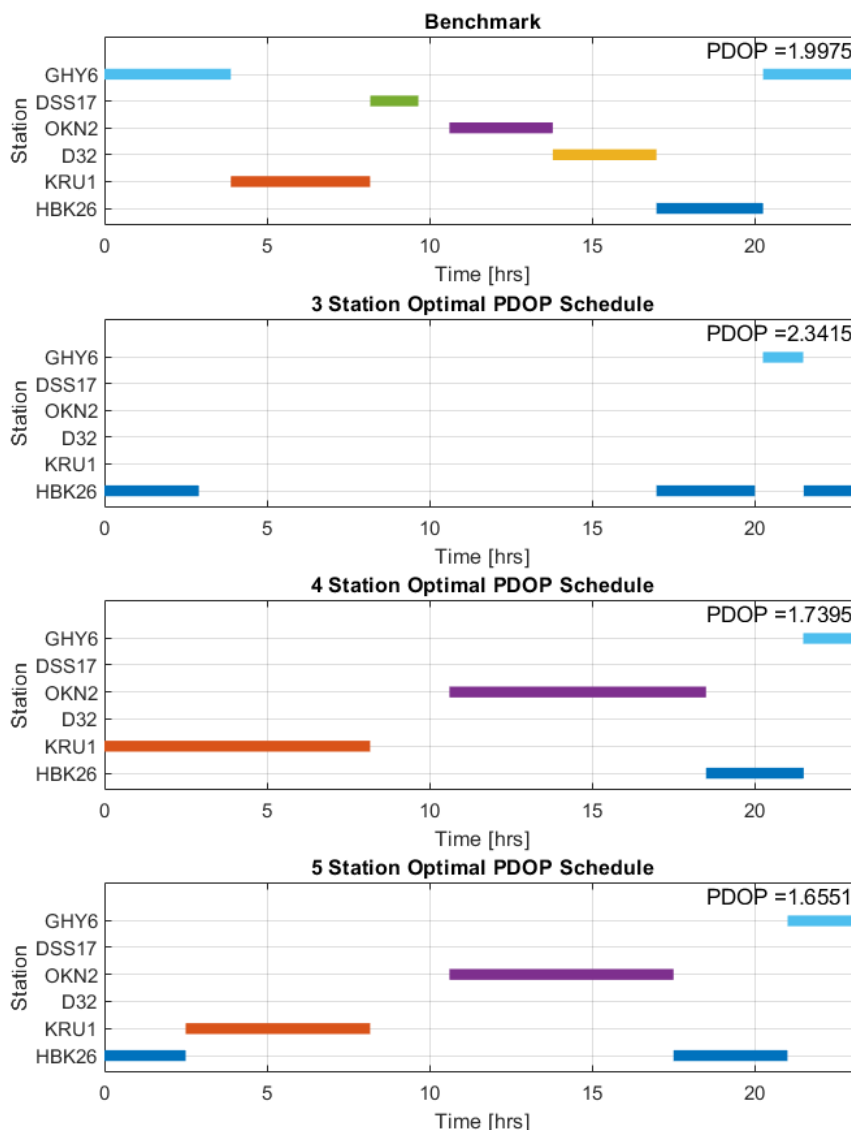 Benchmark
PDOP =1.9975
GHY6
DSS17
OKN2
D32
KRU1
HBK26
Station
0 5 10 15 20
Time [hrs]
3 Station Optimal PDOP Schedule
PDOP =2.3415
GHY6
DSS17
OKN2
D32
KRU1
HBK26
Station
0 5 10 15 20
Time [hrs]
4 Station Optimal PDOP Schedule
PDOP =1.7395
GHY6
DSS17
OKN2
D32
KRU1
HBK26
Station
0 5 10 15 20
Time [hrs]
5 Station Optimal PDOP Schedule
PDOP =1.6551
GHY6
DSS17
OKN2
D32
KRU1
HBK26
Station
0 5 10 15 20
Time [hrs]